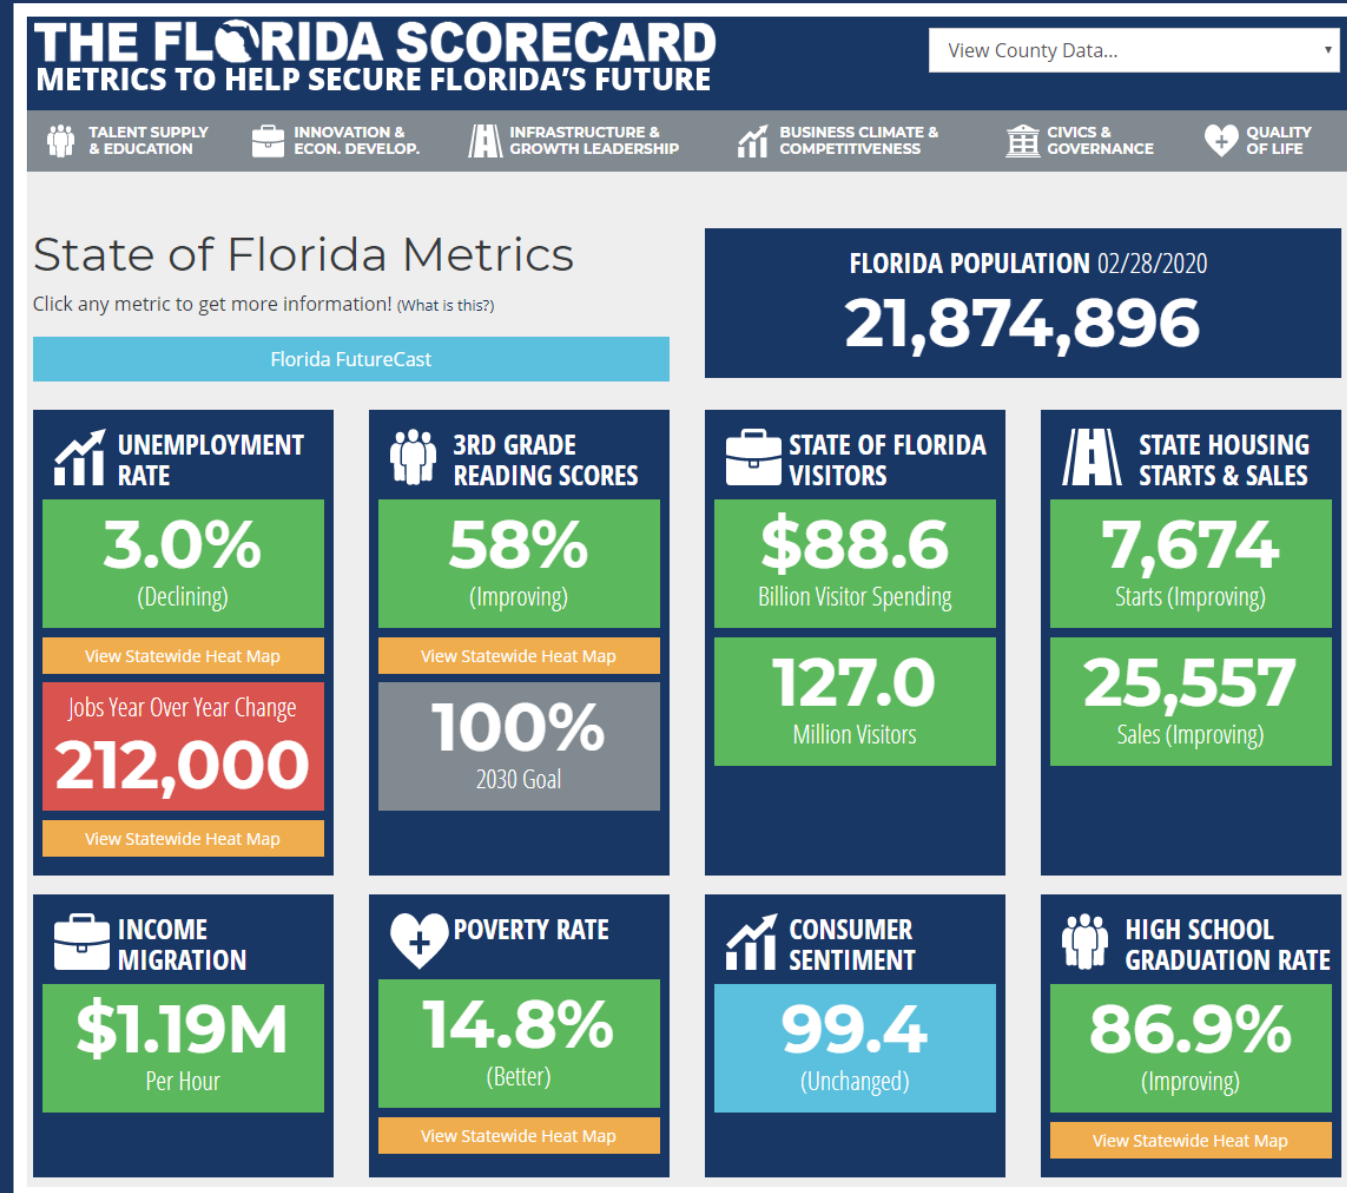 THE FLORIDA SCORECARD
METRICS TO HELP SECURE FLORIDA'S FUTURE
View County Data...
TALENT SUPPLY
& EDUCATION
INNOVATION &
ECON. DEVELOP.
INFRASTRUCTURE &
GROWTH LEADERSHIP
BUSINESS CLIMATE &
COMPETITIVENESS
CIVICS &
GOVERNANCE
QUALITY
OF LIFE
State of Florida Metrics
Click any metric to get more information! (What is this?)
Florida FutureCast
FLORIDA POPULATION 02/28/2020
21,874,896
UNEMPLOYMENT
RATE
3.0%
(Declining)
View Statewide Heat Map
Jobs Year Over Year Change
212,000
View Statewide Heat Map
3RD GRADE
READING SCORES
58%
(Improving)
View Statewide Heat Map
100%
2030 Goal
STATE OF FLORIDA
VISITORS
$88.6
Billion Visitor Spending
127.0
Million Visitors
STATE HOUSING
STARTS & SALES
7,674
Starts (Improving)
25,557
Sales (Improving)
INCOME
MIGRATION
$1.19M
Per Hour
POVERTY RATE
14.8%
(Better)
View Statewide Heat Map
CONSUMER
SENTIMENT
99.4
(Unchanged)
HIGH SCHOOL
GRADUATION RATE
86.9%
(Improving)
View Statewide Heat Map